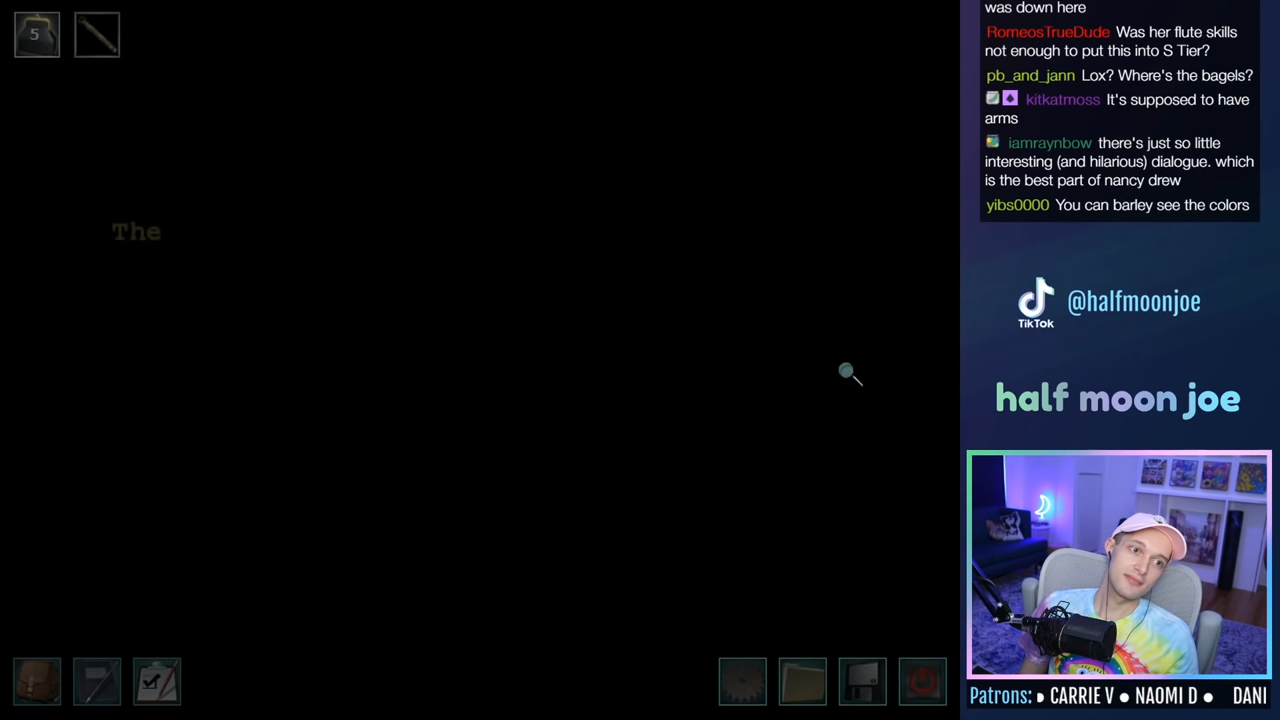 5
The
was down here
RomeosTrueDude Was her flute skills
not enough to put this into S Tier?
pb_and_jann Lox? Where's the bagels?
kitkatmoss It's supposed to have
arms
iamraynbow there's just so little
interesting (and hilarious) dialogue. which
is the best part of nancy drew
yibs0000 You can barley see the colors
TikTok
@halfmoonjoe
half moon joe
Patrons: CARRIE V ● NAOMI D ● DANI